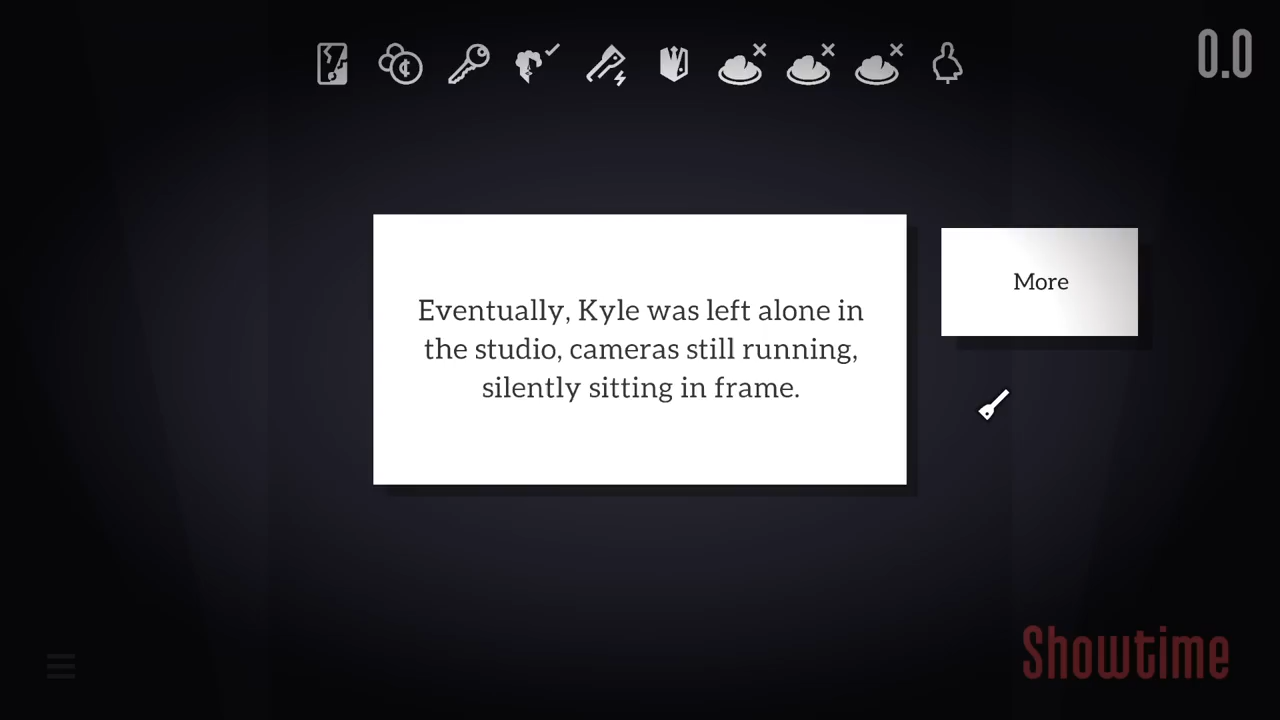 0.0
Eventually, Kyle was left alone in
the studio, cameras still running,
silently sitting in frame.
More
Showtime